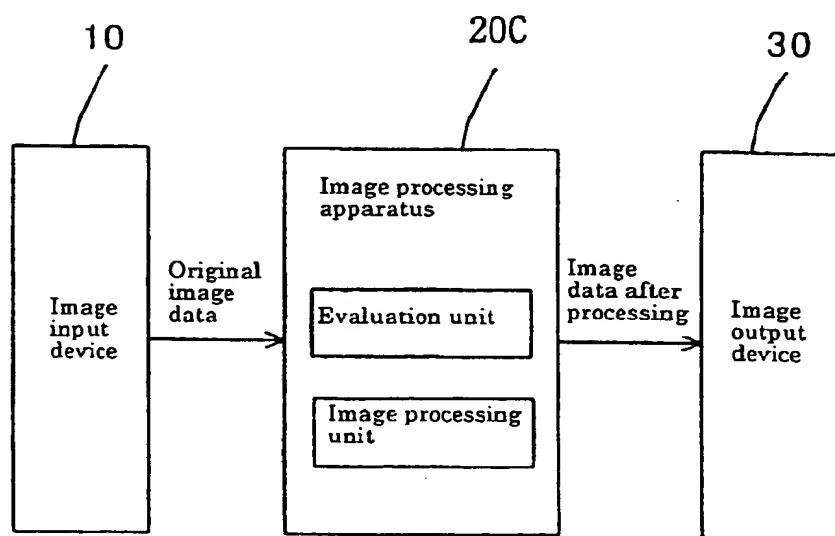 10
20C
30
Image processing
apparatus
Original
image
data
Image
data after
processing
Image
input
device
Evaluation unit
Image
output
device
Image processing
unit